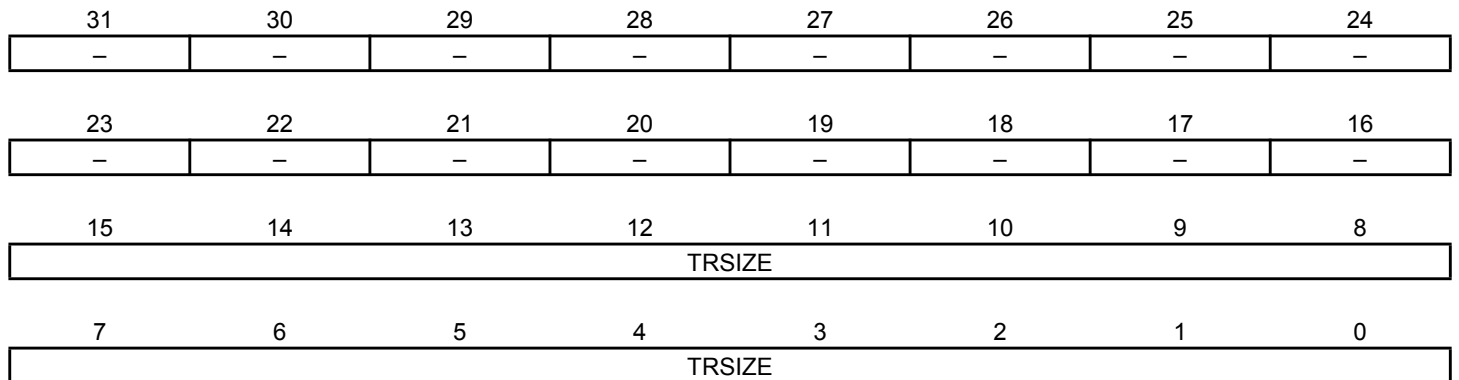 31 30 29 28 27 26 25 24
– – – – – – – –
23 22 21 20 19 18 17 16
– – – – – – – –
15 14 13 12 11 10 9 8
TRSIZE
7 6 5 4 3 2 1 0
TRSIZE